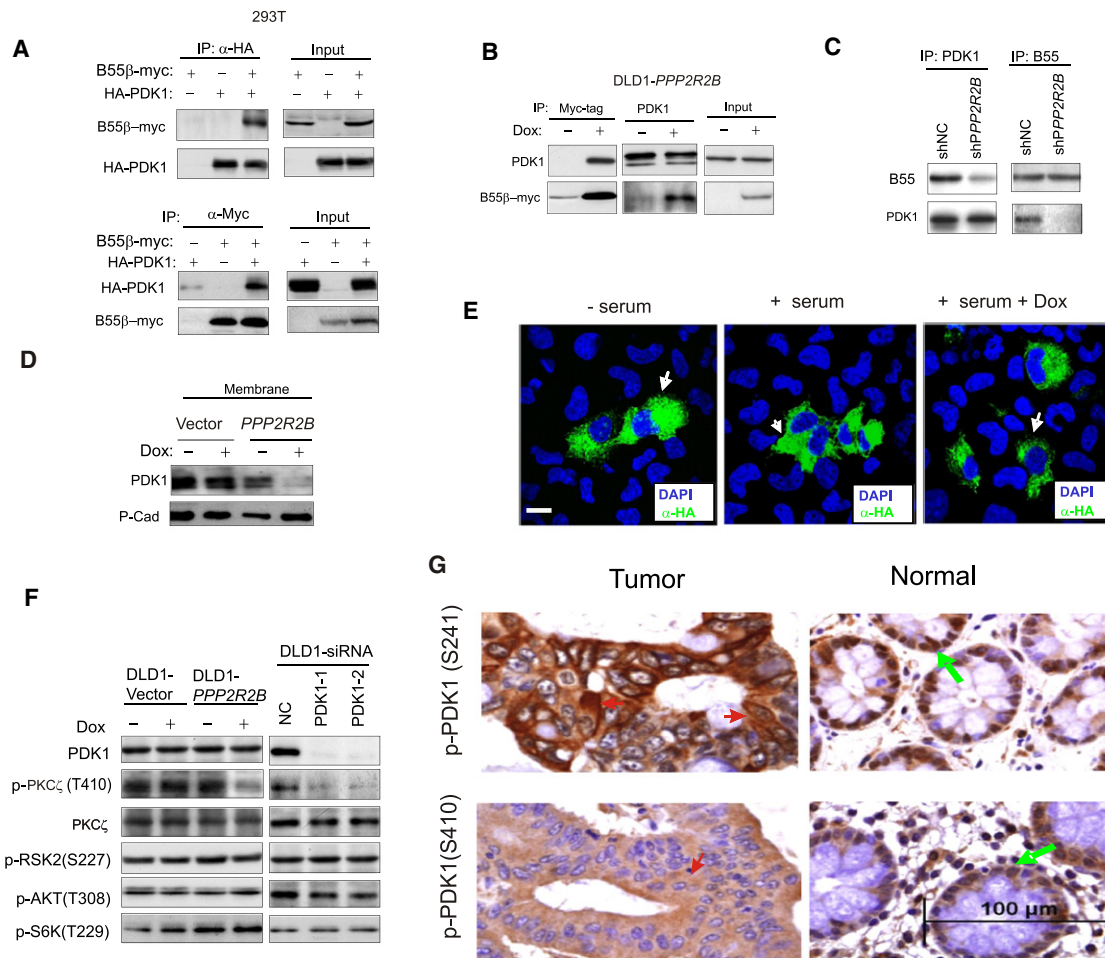 293T
A
IP: α-HA Input
B55β-myc: + – + + – +
HA-PDK1: – + + – + +
B55β–myc
HA-PDK1
IP: α-Myc Input
B55β-myc: – + + – + +
HA-PDK1: + – + + – +
HA-PDK1
B55β–myc
B
DLD1-PPP2R2B
IP: Myc-tag PDK1 Input
Dox: – + – + – +
PDK1
B55β–myc
C
IP: PDK1 IP: B55
shNC shPPP2R2B shNC shPPP2R2B
B55
PDK1
D
Membrane
Vector PPP2R2B
Dox: – + – +
PDK1
P-Cad
E
- serum + serum + serum + Dox
DAPI DAPI DAPI
α-HA α-HA α-HA
F
DLD1-Vector DLD1-PPP2R2B DLD1-siRNA
NC PDK1-1 PDK1-2
Dox – + – +
PDK1
p-PKCζ(T410)
PKCζ
p-RSK2(S227)
p-AKT(T308)
p-S6K(T229)
G
Tumor Normal
p-PDK1 (S241)
p-PDK1(S410)
100 µm